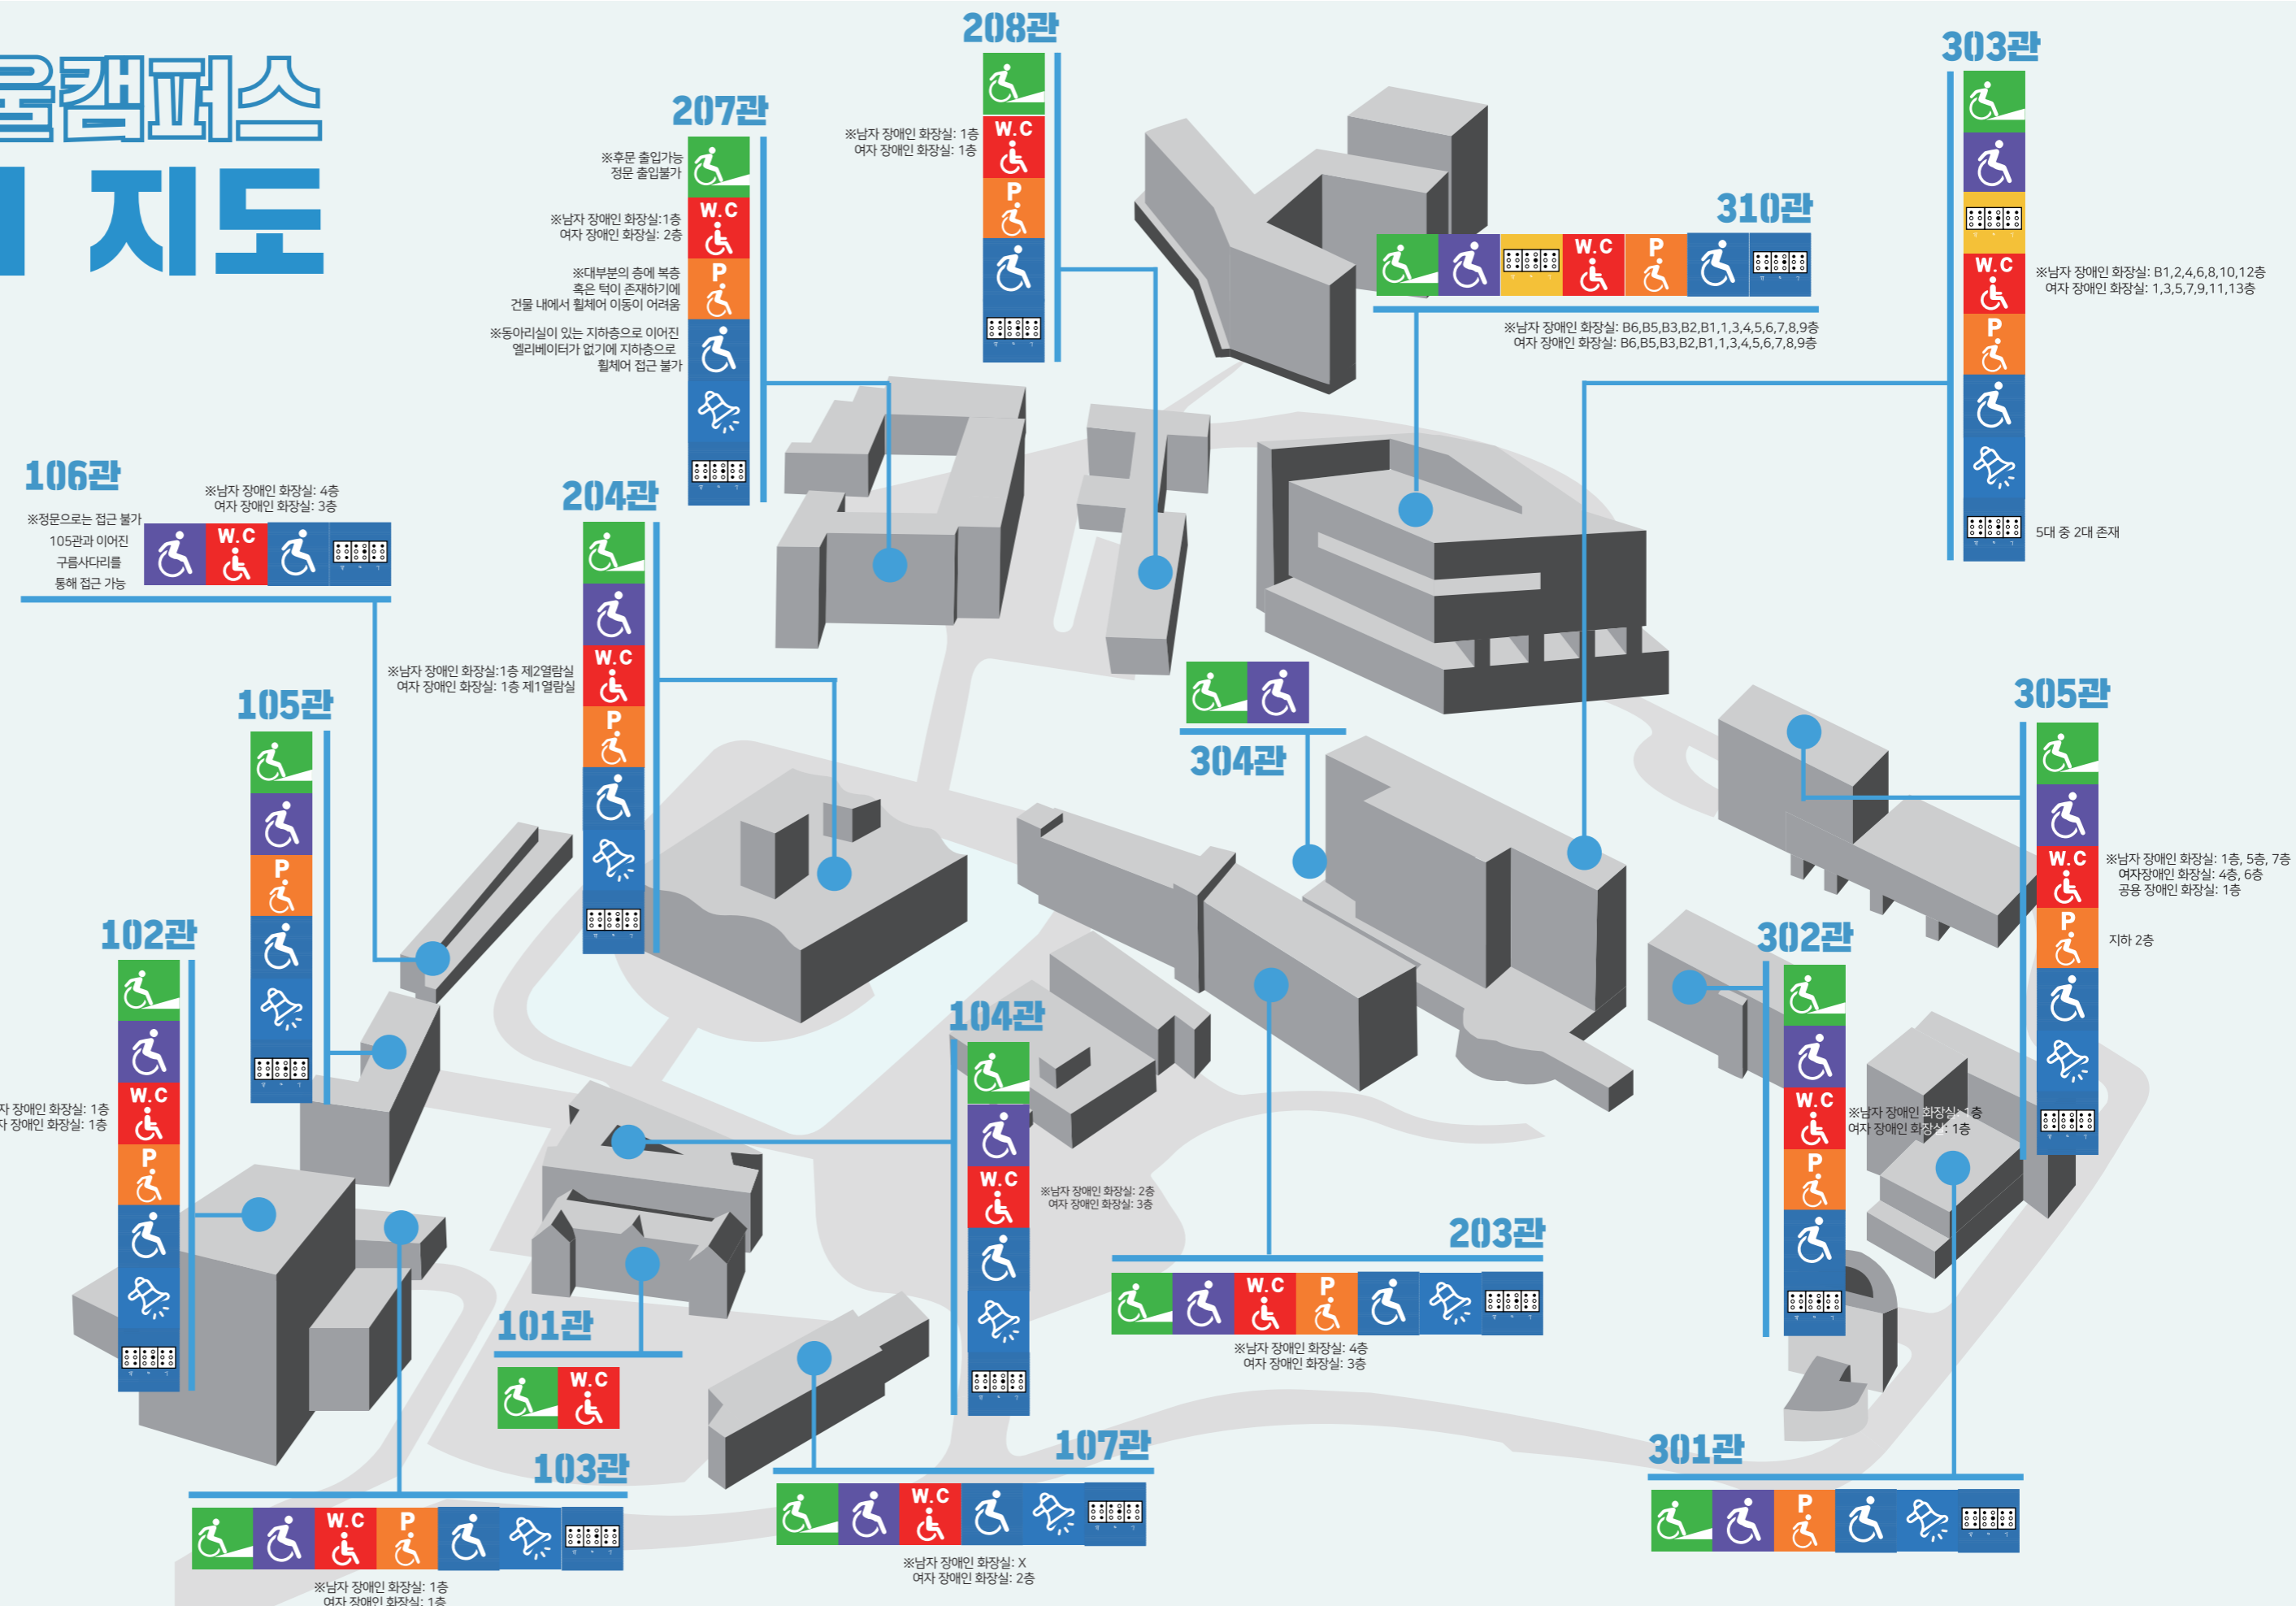 울캠퍼스
지도
208관
W.C
P
※남자 장애인 화장실: 1층
여자 장애인 화장실: 1층
303관
W.C
P
※남자 장애인 화장실: B1,2,4,6,8,10,12층
여자 장애인 화장실: 1,3,5,7,9,11,13층
5대 중 2대 존재
207관
※후문 출입가능
정문 출입불가
W.C
※남자 장애인 화장실:1층
여자 장애인 화장실: 2층
P
※대부분의 층에 복층
혹은 턱이 존재하기에
건물 내에서 휠체어 이동이 어려움
※동아리실이 있는 지하층으로 이어진
엘리베이터가 없기에 지하층으로
휠체어 접근 불가
310관
W.C
P
※남자 장애인 화장실: B6,B5,B3,B2,B1,1,3,4,5,6,7,8,9층
여자 장애인 화장실: B6,B5,B3,B2,B1,1,3,4,5,6,7,8,9층
106관
※남자 장애인 화장실: 4층
여자 장애인 화장실: 3층
※정문으로는 접근 불가
105관과 이어진
구름사다리를
통해 접근 가능
W.C
204관
W.C
P
※남자 장애인 화장실:1층 제2열람실
여자 장애인 화장실: 1층 제1열람실
105관
P
304관
305관
W.C
P
※남자 장애인 화장실: 1층, 5층, 7층
여자장애인 화장실: 4층, 6층
공용 장애인 화장실: 1층
지하 2층
102관
W.C
P
자 장애인 화장실: 1층
자 장애인 화장실: 1층
302관
W.C
P
※남자 장애인 화장실: 1층
여자 장애인 화장실: 1층
104관
W.C
※남자 장애인 화장실: 2층
여자 장애인 화장실: 3층
203관
W.C
P
※남자 장애인 화장실: 4층
여자 장애인 화장실: 3층
101관
W.C
107관
W.C
※남자 장애인 화장실: X
여자 장애인 화장실: 2층
301관
P
103관
W.C
P
※남자 장애인 화장실: 1층
여자 장애인 화장실: 1층